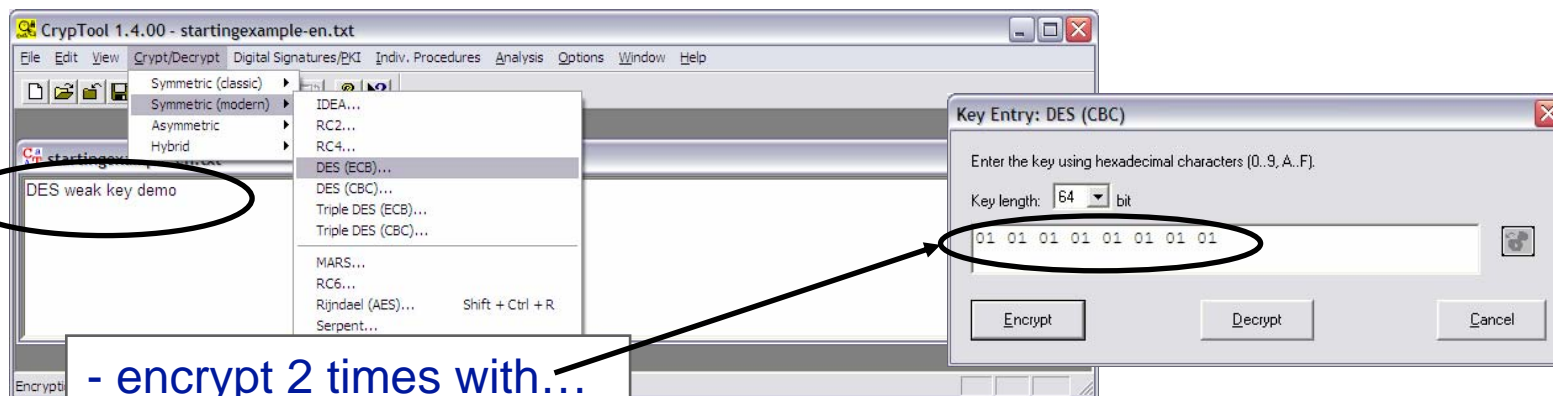 CrypTool 1.4.00 - startingexample-en.txt
File Edit View Crypt/Decrypt Digital Signatures/PKI Indiv. Procedures Analysis Options Window Help
Symmetric (classic)
Symmetric (modern)
Asymmetric
Hybrid
IDEA...
RC2...
RC4...
DES (ECB)...
DES (CBC)...
Triple DES (ECB)...
Triple DES (CBC)...
MARS...
RC6...
Rijndael (AES)... Shift + Ctrl + R
Serpent...
DES weak key demo
Key Entry: DES (CBC)
Enter the key using hexadecimal characters (0..9, A..F).
Key length: 64 bit
01 01 01 01 01 01 01 01
Encrypt Decrypt Cancel
- encrypt 2 times with…